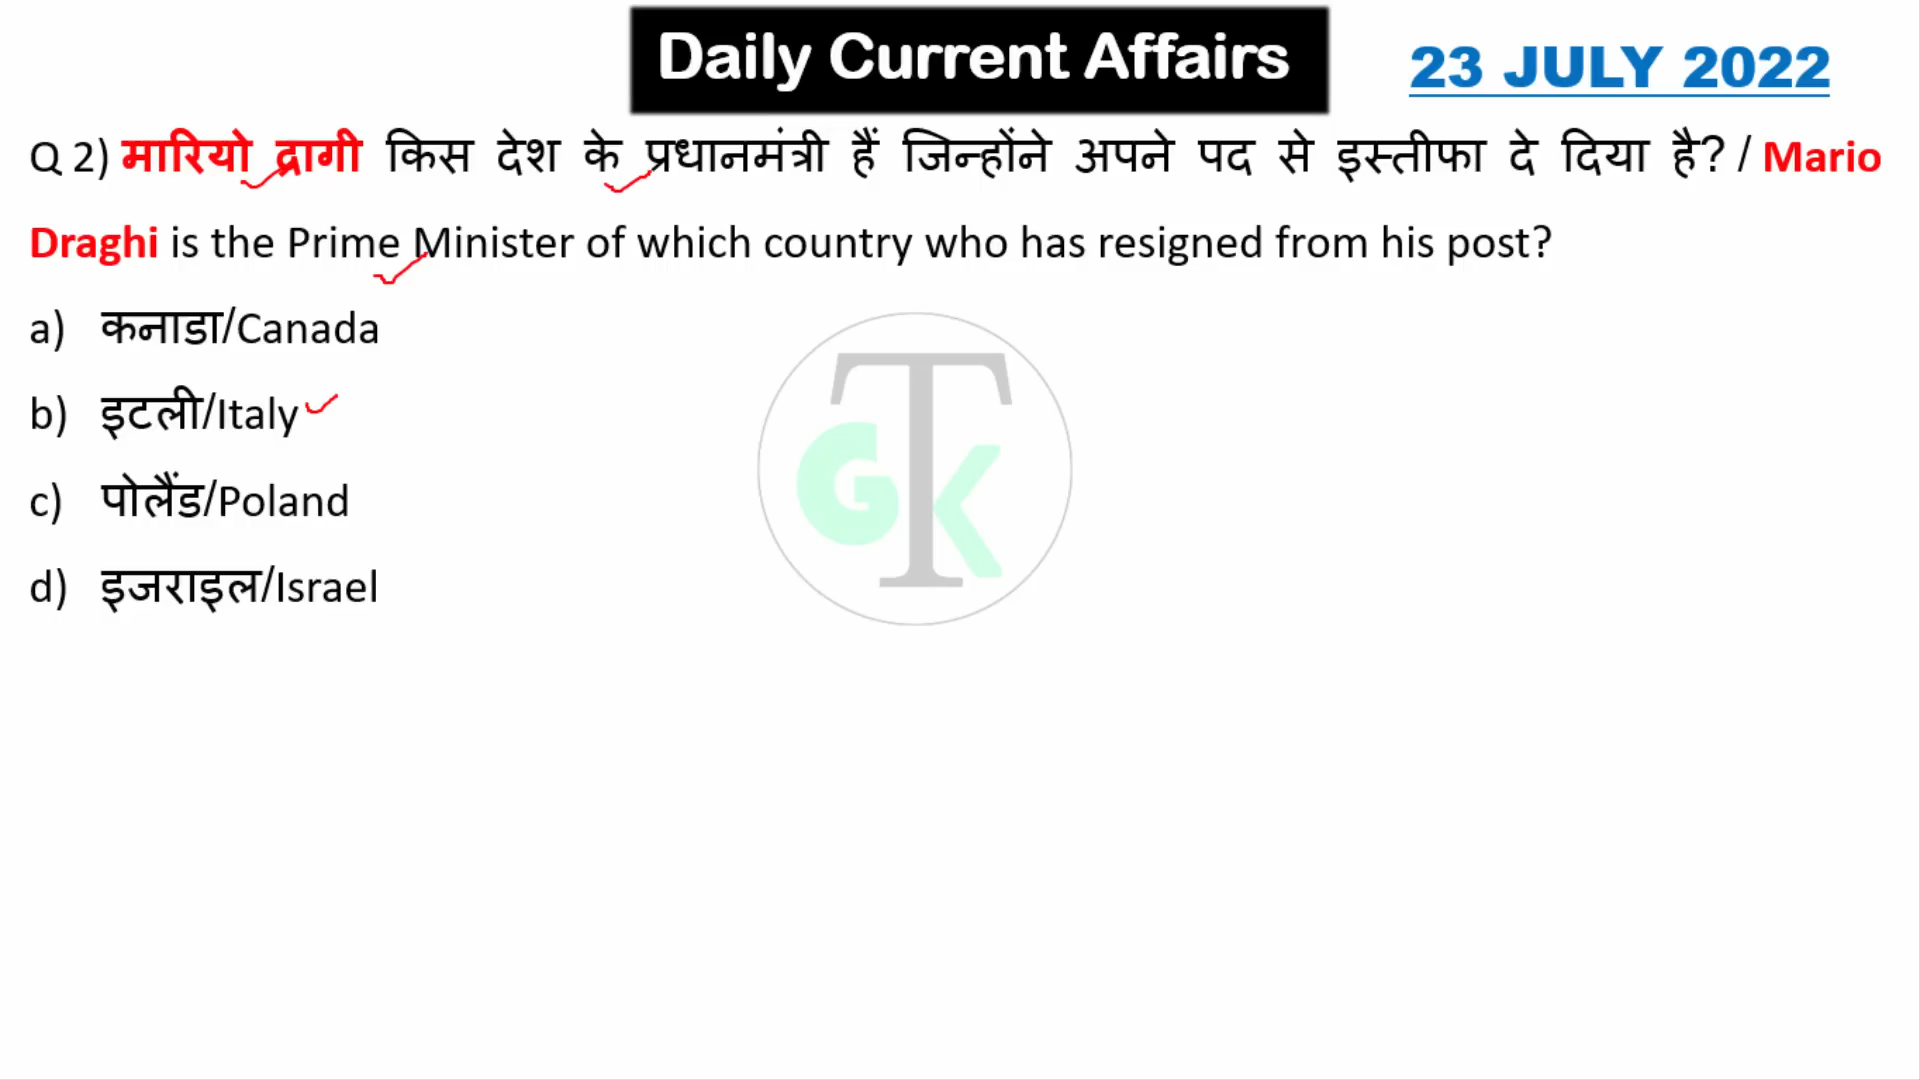 Daily Current Affairs
23 JULY 2022
Q 2) मारियो द्रागी किस देश के प्रधानमंत्री हैं जिन्होंने अपने पद से इस्तीफा दे दिया है? / Mario
Draghi is the Prime Minister of which country who has resigned from his post?
a) कनाडा/Canada
b) इटली/Italy
c) पोलैंड/Poland
d) इजराइल/Israel
GTK